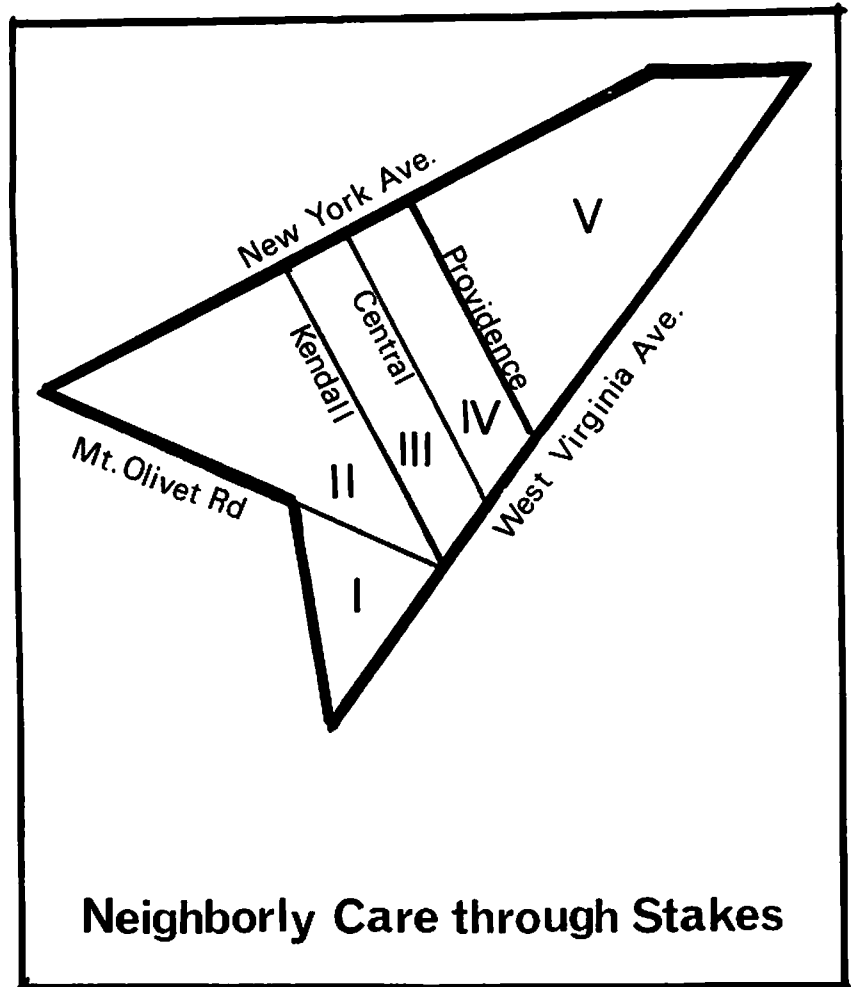 New York Ave.
V
Providence
Central
Kendall
IV
III
II
West Virginia Ave.
Mt. Olivet Rd
I
Neighborly Care through Stakes